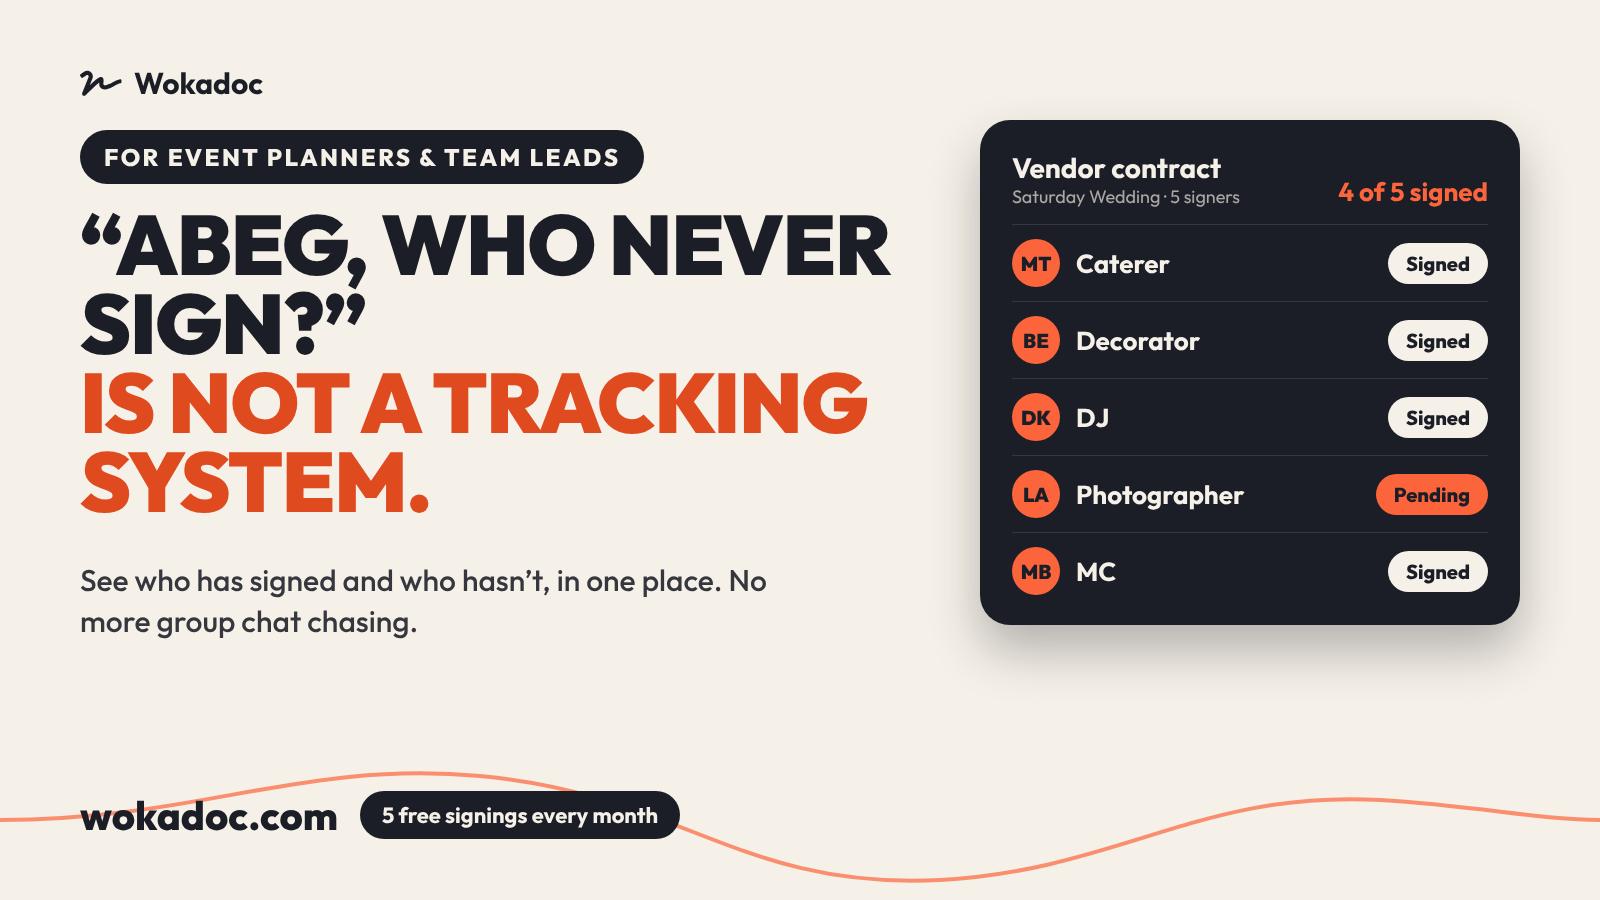 Wokadoc
FOR EVENT PLANNERS & TEAM LEADS
“ABEG, WHO NEVER
SIGN?”
IS NOT A TRACKING
SYSTEM.
See who has signed and who hasn’t, in one place. No
more group chat chasing.
Vendor contract
Saturday Wedding · 5 signers
4 of 5 signed
MT Caterer Signed
BE Decorator Signed
DK DJ Signed
LA Photographer Pending
MB MC Signed
wokadoc.com
5 free signings every month